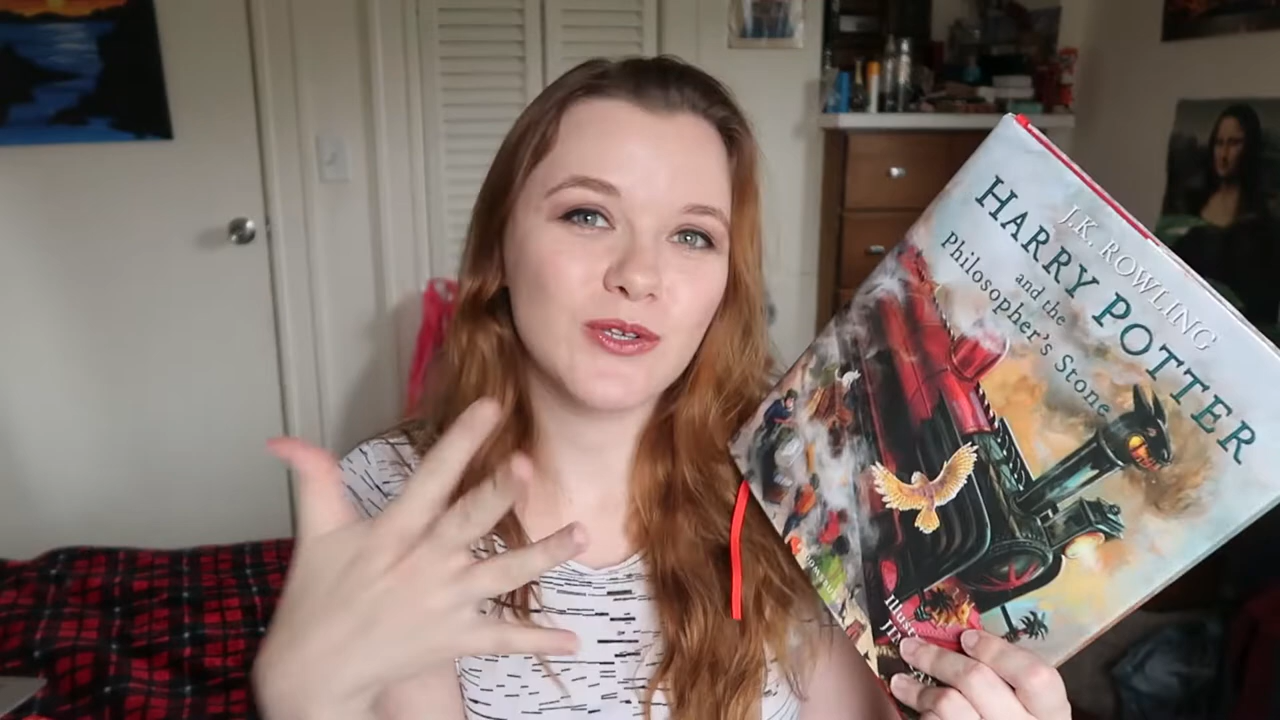 J.K. ROWLING
HARRY POTTER
and the
Philosopher's Stone